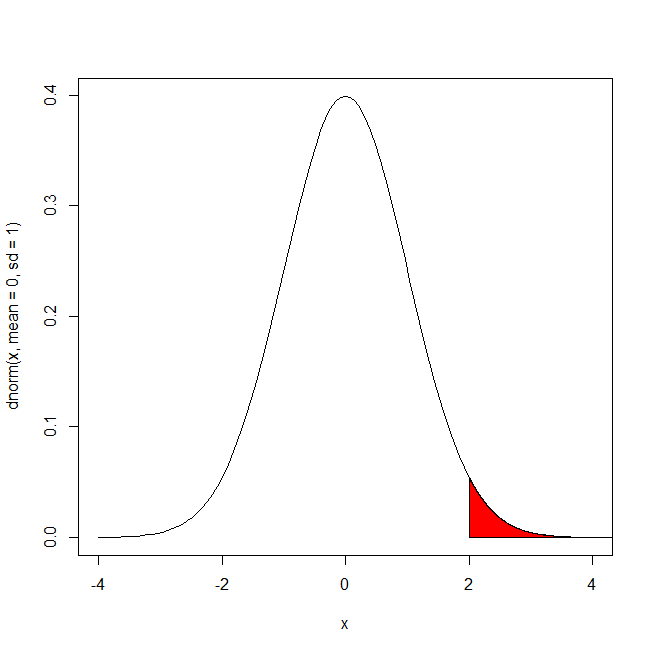 dnorm(x, mean = 0, sd = 1)
0.4
0.3
0.2
0.1
0.0
-4 -2 0 2 4
x